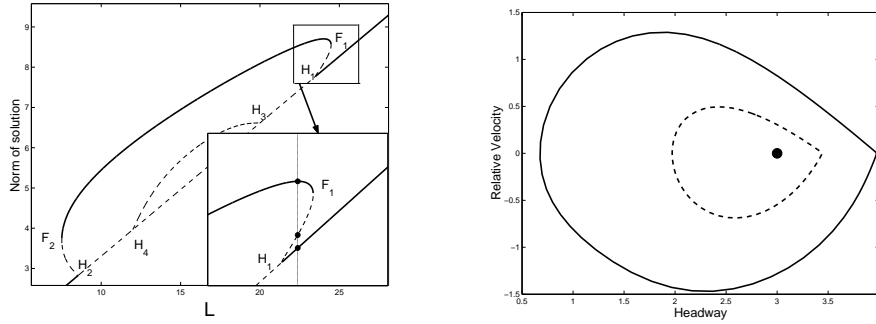 9
8
7
6
5
4
3
10
15
20
25
L
Norm of solution
F₁
H₁
H₃
F₂
H₂
H₄
F₁
H₁
1.5
1
0.5
0
−0.5
−1
−1.5
0.5
1
1.5
2
2.5
3
3.5
4
Headway
Relative Velocity